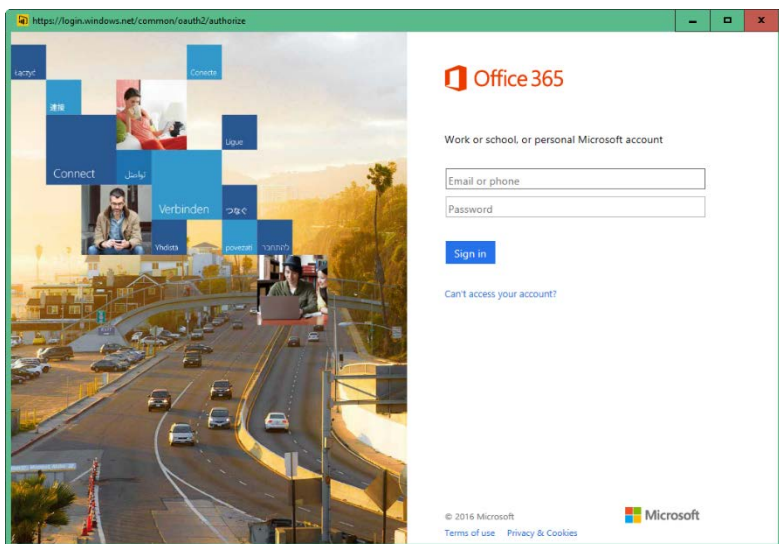 https://login.windows.net/common/oauth2/authorize
Łączyć
Conecte
連接
Ligue
Connect
تواصل
Verbinden
つなぐ
Yhdistä
povezati
להתחבר
Office 365
Work or school, or personal Microsoft account
Email or phone
Password
Sign in
Can't access your account?
© 2016 Microsoft
Microsoft
Terms of use Privacy & Cookies